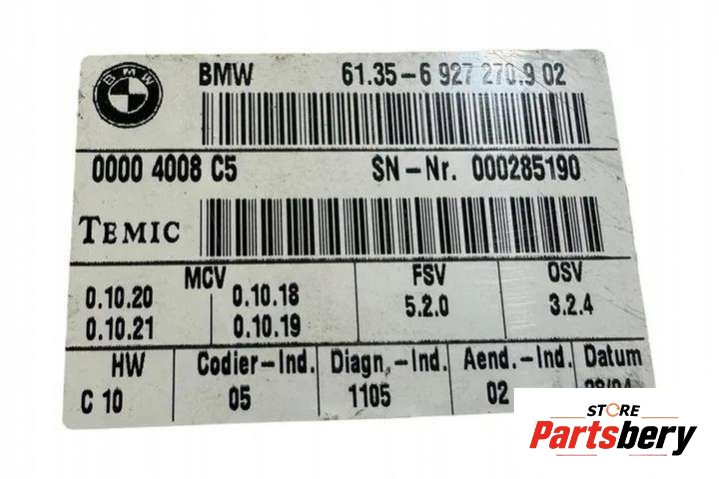 BMW
BMW 61.35-6 927 270.9 02
0000 4008 C5 SN-Nr. 000285190
TEMIC
MCV FSV OSV
0.10.20 0.10.18 5.2.0 3.2.4
0.10.21 0.10.19
HW Codier-Ind. Diagn.-Ind. Aend.-Ind. Datum
C 10 05 1105 02
STORE
Partsbery